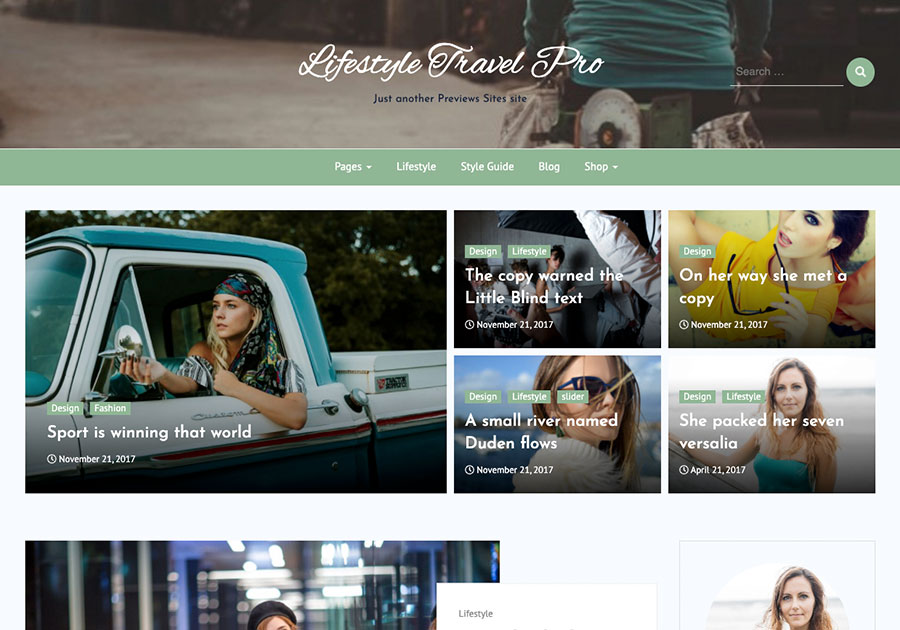 Lifestyle Travel Pro
Just another Previews Sites site
Search …
Pages Lifestyle Style Guide Blog Shop
Design Fashion
Sport is winning that world
November 21, 2017
Design Lifestyle
The copy warned the
Little Blind text
November 21, 2017
Design
On her way she met a
copy
November 21, 2017
Design Lifestyle slider
A small river named
Duden flows
November 21, 2017
Design Lifestyle
She packed her seven
versalia
April 21, 2017
Lifestyle